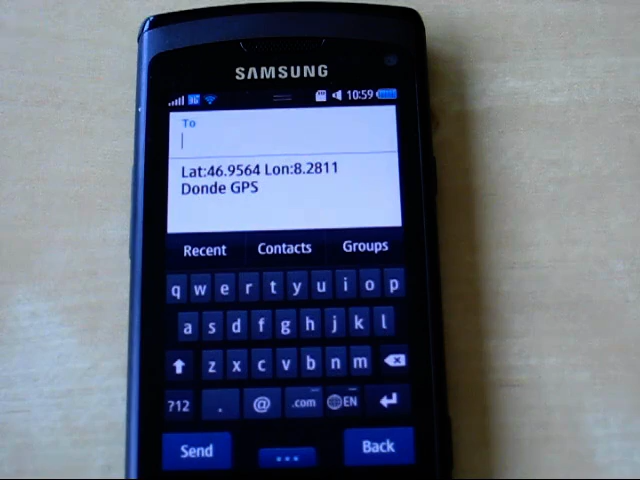 SAMSUNG
3G 10:59
To
Lat:46.9564 Lon:8.2811
Donde GPS
Recent Contacts Groups
q w e r t y u i o p
a s d f g h j k l
z x c v b n m
?12 . @ .com EN
Send ... Back